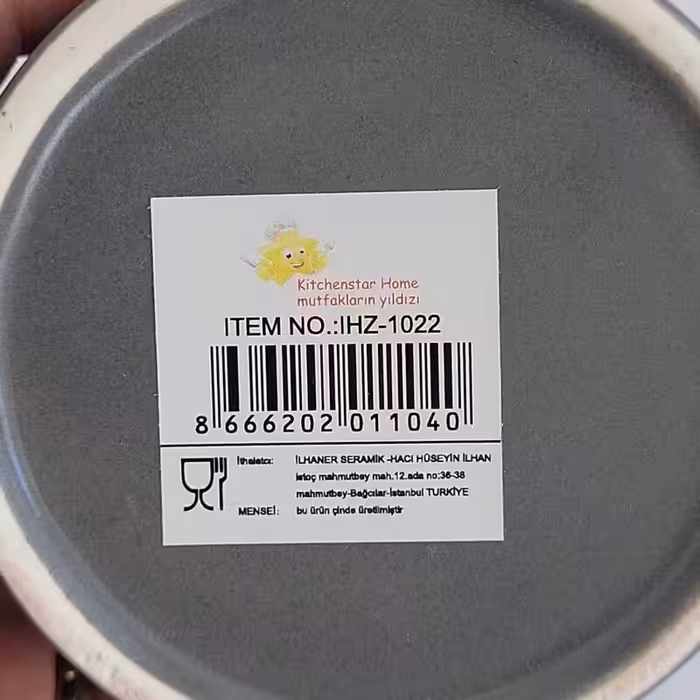 Kitchenstar Home
mutfakların yıldızı
ITEM NO.:IHZ-1022
8 666202 011040
İthalatcı: İLHANER SERAMİK -HACI HÜSEYİN İLHAN
istoç mahmutbey mah.12.ada no:36-38
mahmutbey-Bağcılar-İstanbul TURKİYE
MENSEİ: bu ürün çinde üretilmiştir